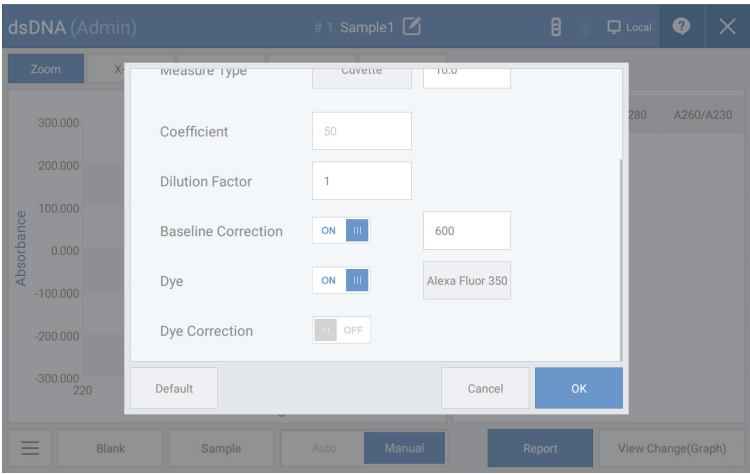 dsDNA (Admin)
# 1. Sample1
Local
?
Zoom
X-
Measure Type
Cuvette
10.0
280
A260/A230
Coefficient
50
Dilution Factor
1
Baseline Correction
ON
600
Dye
ON
Alexa Fluor 350
Dye Correction
OFF
Absorbance
300.000
200.000
100.000
0.000
-100.000
-200.000
-300.000
220
Default
Cancel
OK
Blank
Sample
Auto
Manual
Report
View Change(Graph)